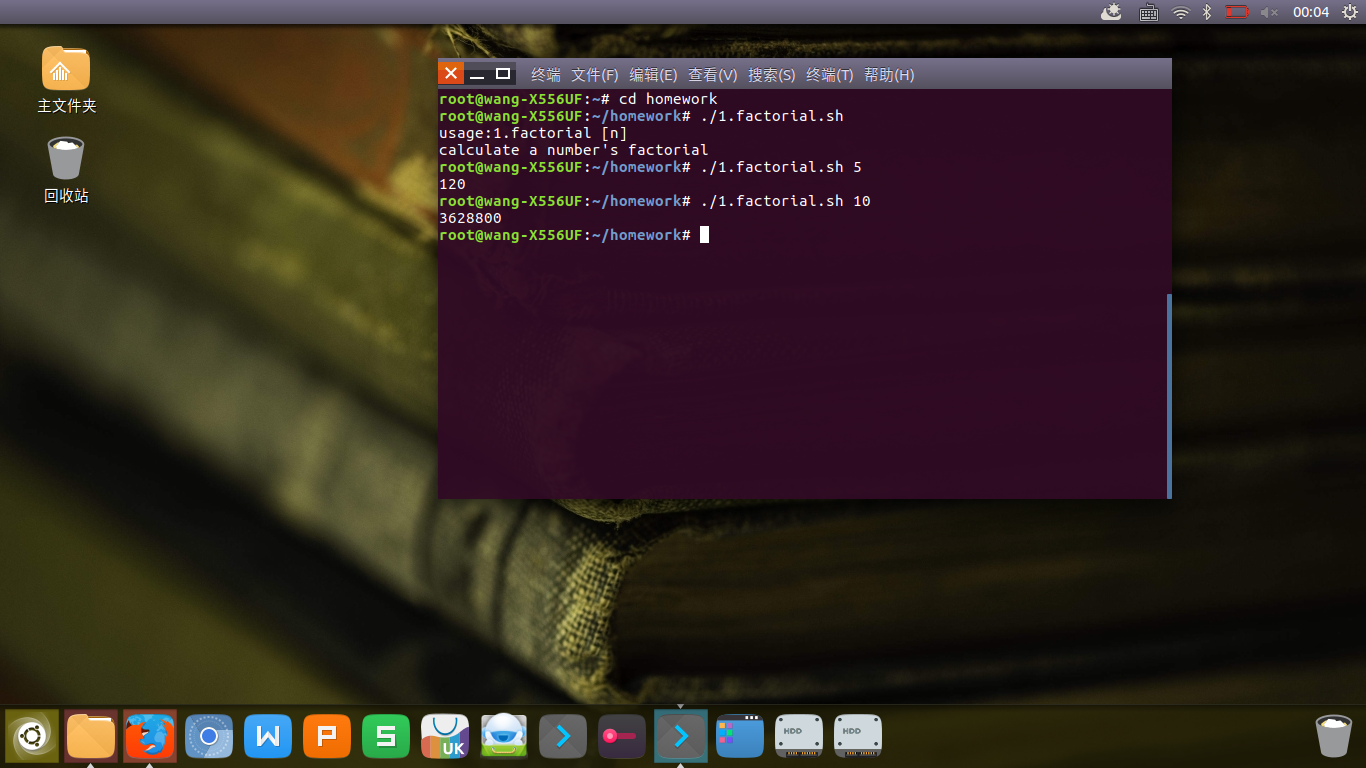 00:04
主文件夹
回收站
终端 文件(F) 编辑(E) 查看(V) 搜索(S) 终端(T) 帮助(H)
root@wang-X556UF:~# cd homework
root@wang-X556UF:~/homework# ./1.factorial.sh
usage:1.factorial [n]
calculate a number's factorial
root@wang-X556UF:~/homework# ./1.factorial.sh 5
120
root@wang-X556UF:~/homework# ./1.factorial.sh 10
3628800
root@wang-X556UF:~/homework#
W P S UK HDD HDD